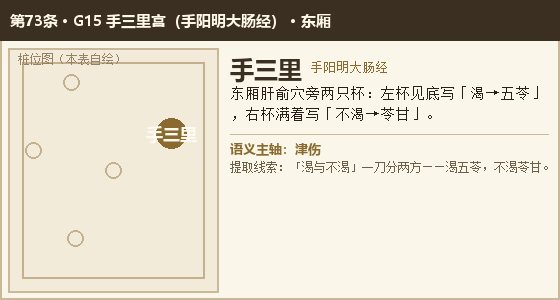 第73条・G15 手三里宫（手阳明大肠经）・东厢
桩位图（本表自绘）
手三里
手三里 手阳明大肠经
东厢肝俞穴旁两只杯：左杯见底写「渴→五苓」
，右杯满着写「不渴→苓甘」。
语义主轴：津伤
提取线索：「渴与不渴」一刀分两方——渴五苓，不渴苓甘。